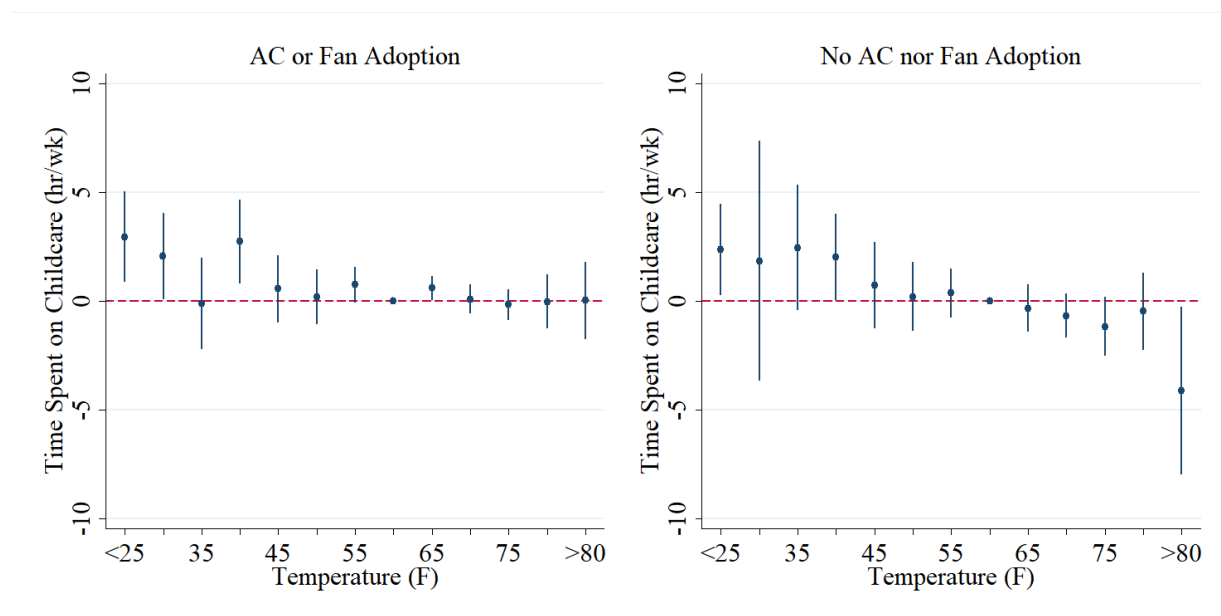 AC or Fan Adoption
Time Spent on Childcare (hr/wk)
10
5
0
-5
-10
<25 35 45 55 65 75 >80
Temperature (F)
No AC nor Fan Adoption
Time Spent on Childcare (hr/wk)
10
5
0
-5
-10
<25 35 45 55 65 75 >80
Temperature (F)